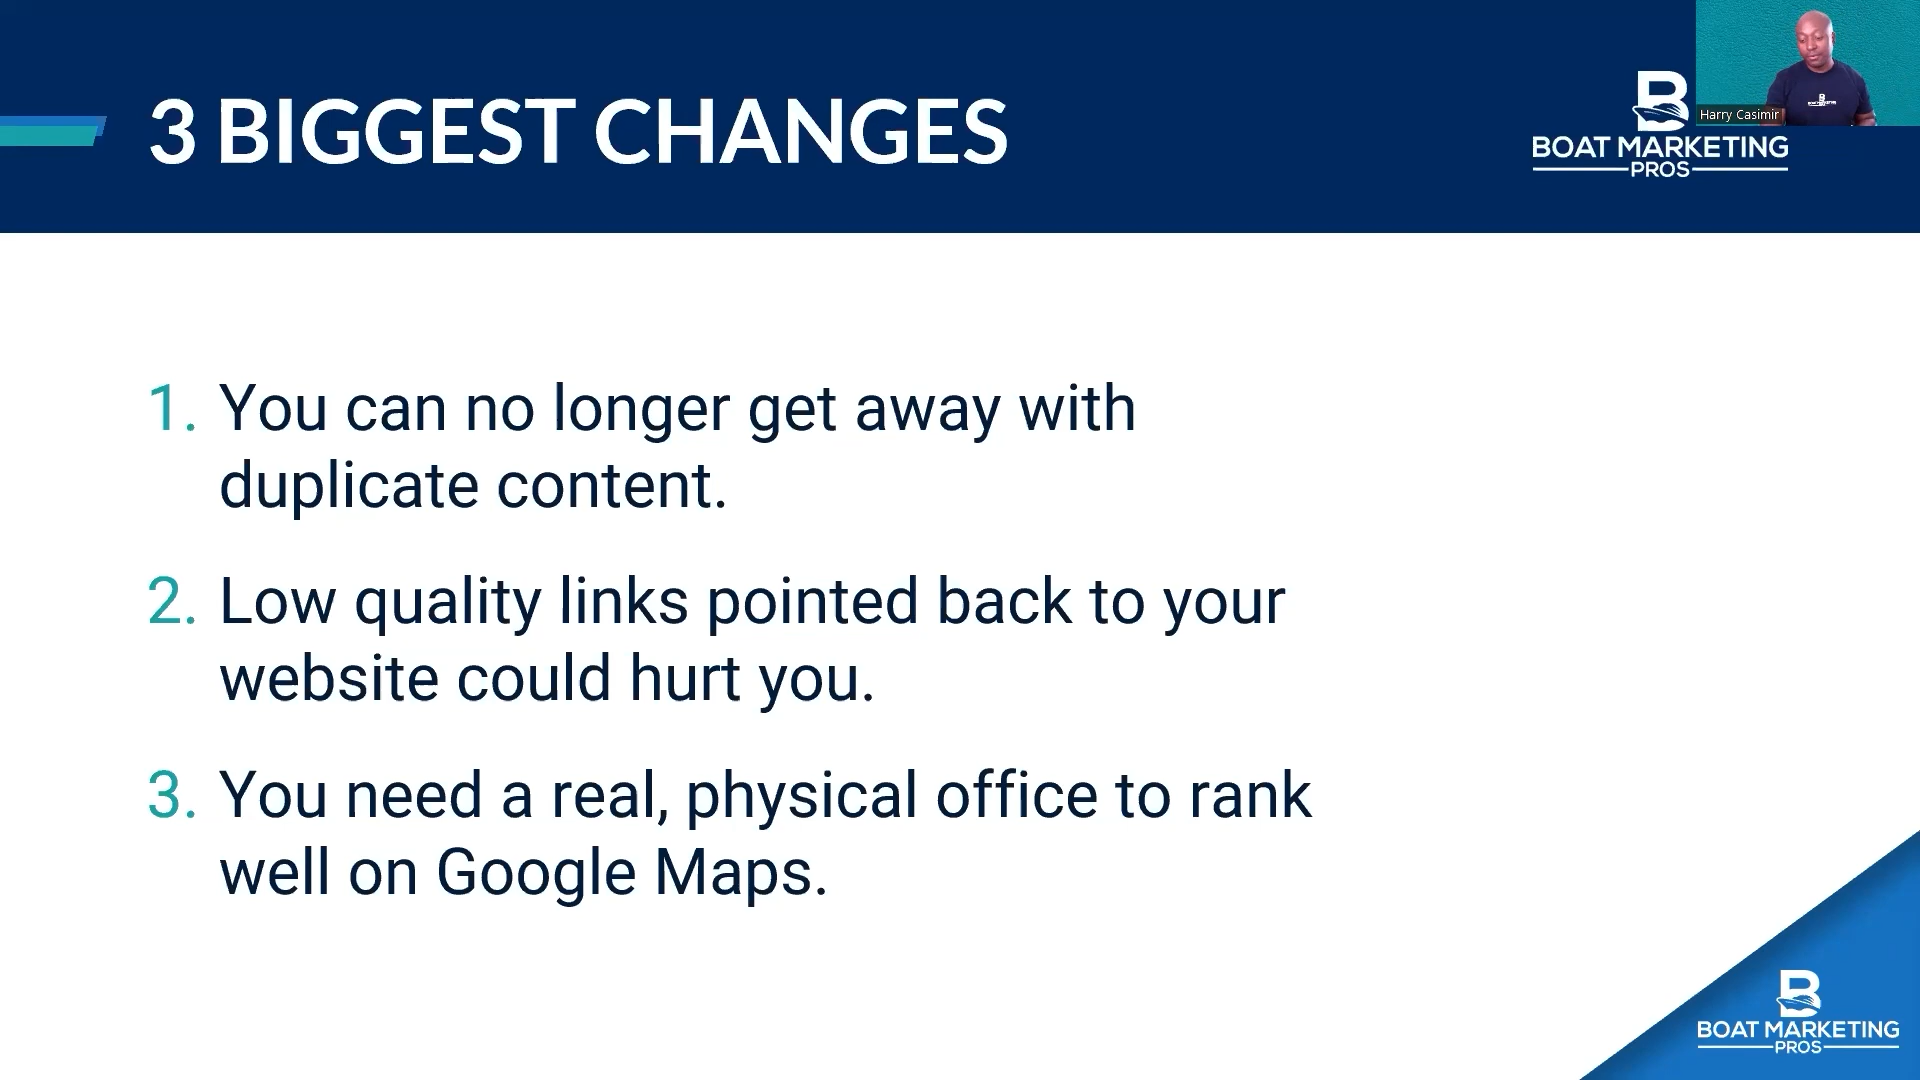 3 BIGGEST CHANGES
B
BOAT MARKETING
PROS
Harry Casimir
1. You can no longer get away with
duplicate content.
2. Low quality links pointed back to your
website could hurt you.
3. You need a real, physical office to rank
well on Google Maps.
B
BOAT MARKETING
PROS